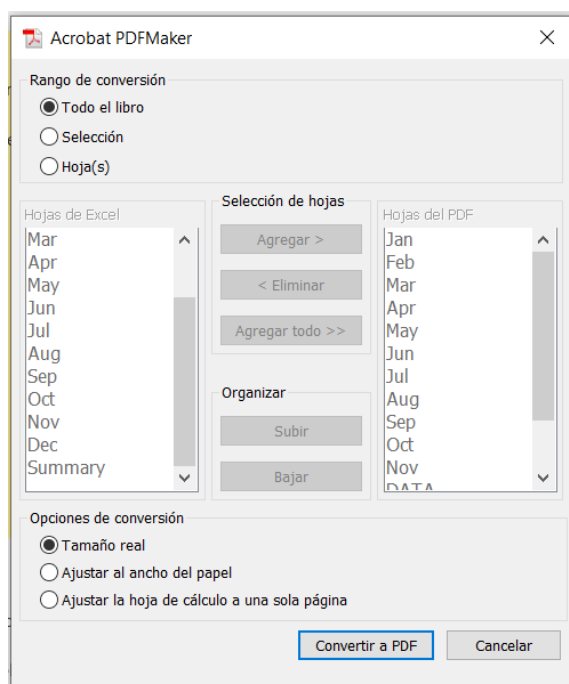 Acrobat PDFMaker
Rango de conversión
Todo el libro
Selección
Hoja(s)
Hojas de Excel
Mar
Apr
May
Jun
Jul
Aug
Sep
Oct
Nov
Dec
Summary
Selección de hojas
Agregar >
< Eliminar
Agregar todo >>
Organizar
Subir
Bajar
Hojas del PDF
Jan
Feb
Mar
Apr
May
Jun
Jul
Aug
Sep
Oct
Nov
DATA
Opciones de conversión
Tamaño real
Ajustar al ancho del papel
Ajustar la hoja de cálculo a una sola página
Convertir a PDF
Cancelar